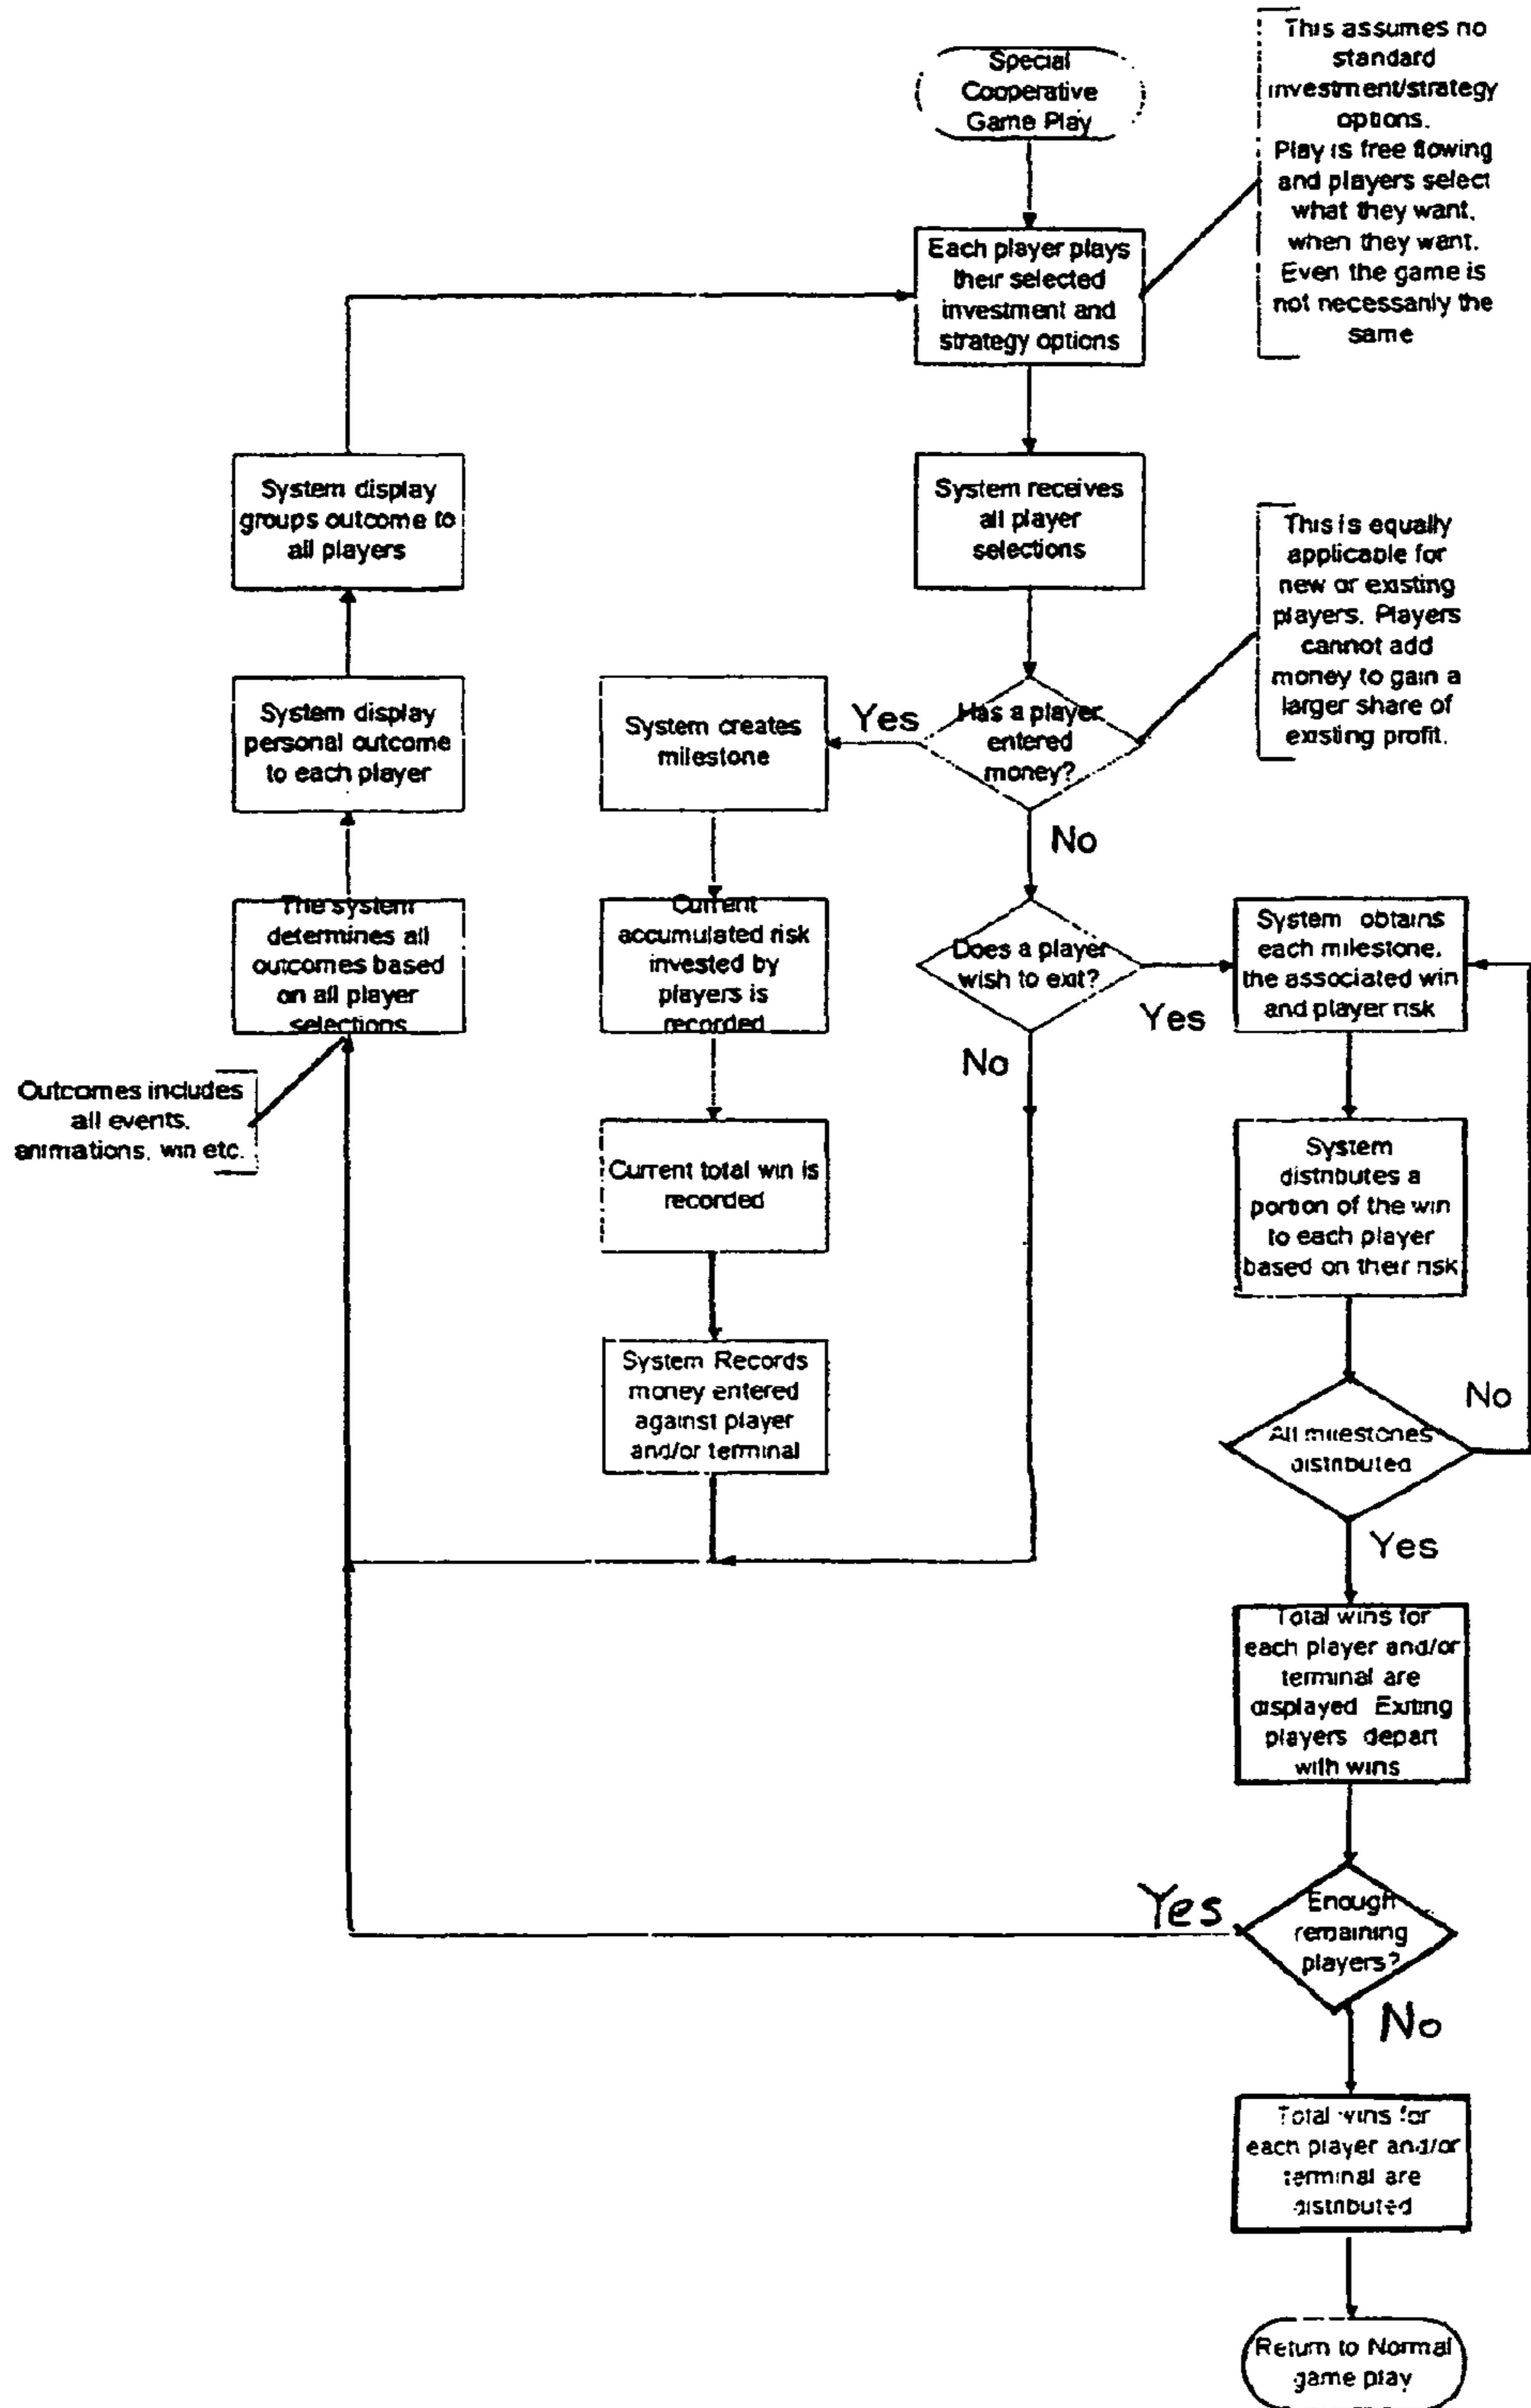 Special
Cooperative
Game Play
This assumes no
standard
investment/strategy
options.
Play is free flowing
and players select
what they want,
when they want.
Even the game is
not necessarily the
same
Each player plays
their selected
investment and
strategy options
System display
groups outcome to
all players
System receives
all player
selections
This is equally
applicable for
new or existing
players. Players
cannot add
money to gain a
larger share of
existing profit.
System display
personal outcome
to each player
System creates
milestone
Yes
Has a player
entered
money?
No
The system
determines all
outcomes based
on all player
selections
Current
accumulated risk
invested by
players is
recorded
Does a player
wish to exit?
Yes
No
System obtains
each milestone,
the associated win
and player risk
Outcomes includes
all events,
animations, win etc.
Current total win is
recorded
System
distributes a
portion of the win
to each player
based on their risk
System Records
money entered
against player
and/or terminal
All milestones
distributed
No
Yes
Total wins for
each player and/or
terminal are
displayed Exiting
players depart
with wins
Yes
Enough
remaining
players?
No
Total wins for
each player and/or
terminal are
distributed
Return to Normal
game play